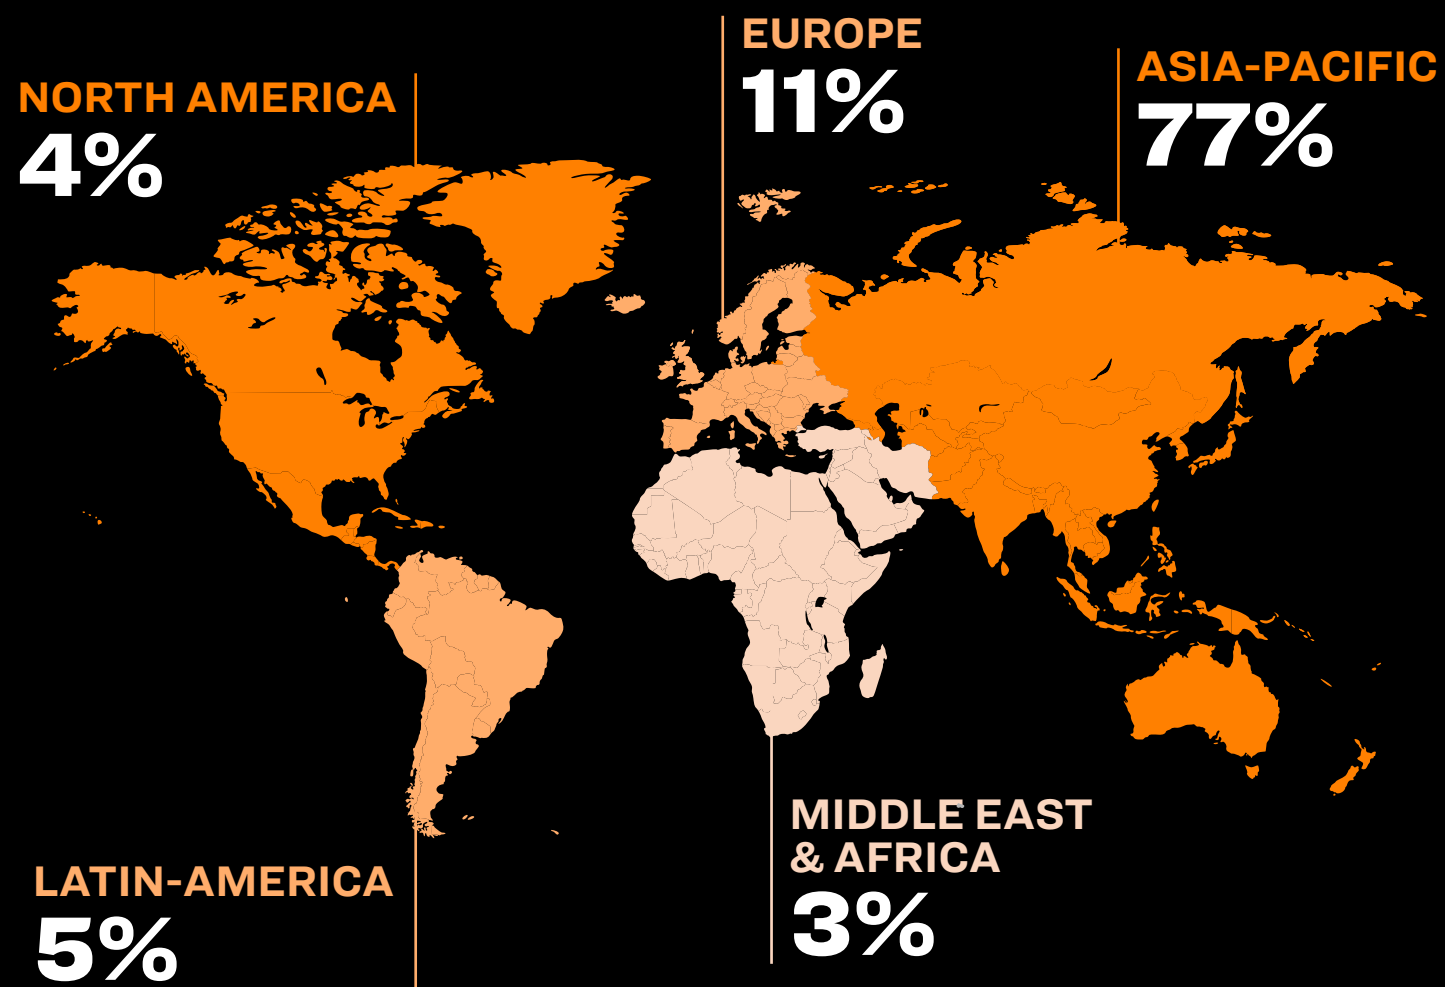 NORTH AMERICA
4%
EUROPE
11%
ASIA-PACIFIC
77%
LATIN-AMERICA
5%
MIDDLE EAST
& AFRICA
3%